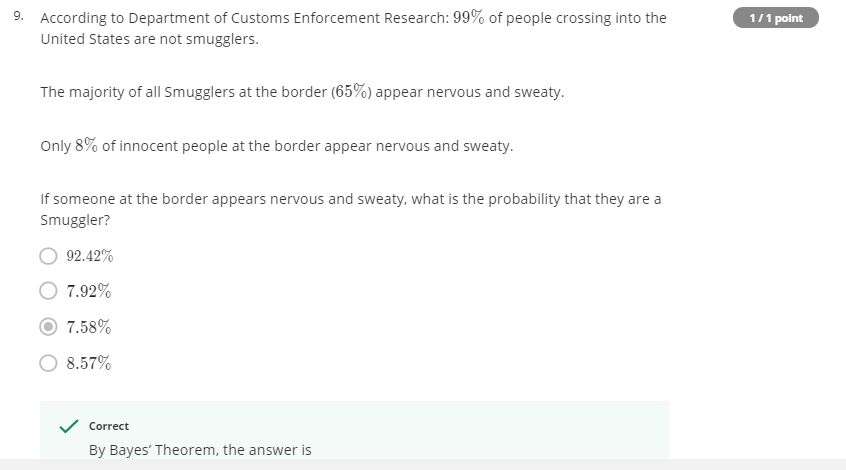 9. According to Department of Customs Enforcement Research: 99% of people crossing into the
1 / 1 point
United States are not smugglers.
The majority of all Smugglers at the border (65%) appear nervous and sweaty.
Only 8% of innocent people at the border appear nervous and sweaty.
If someone at the border appears nervous and sweaty, what is the probability that they are a
Smuggler?
92.42%
7.92%
7.58%
8.57%
Correct
By Bayes’ Theorem, the answer is